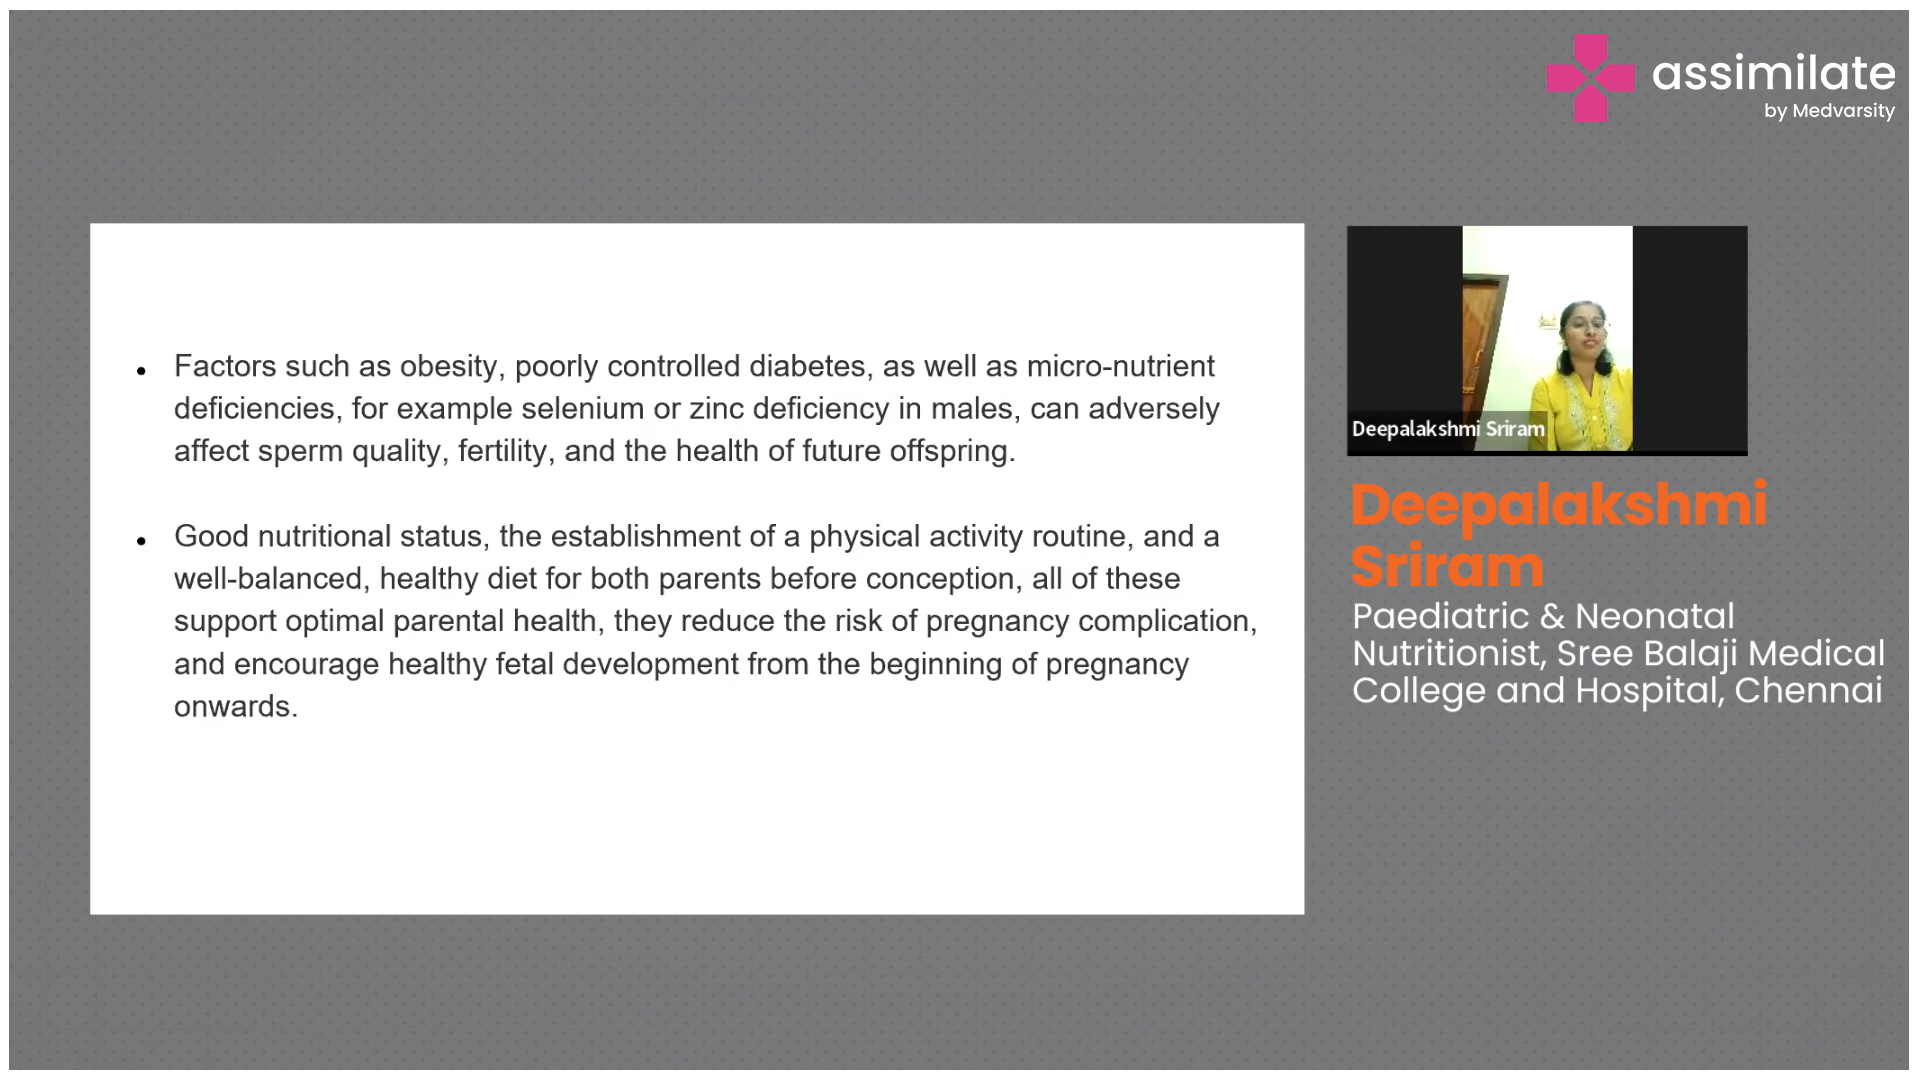 assimilate
by Medvarsity
• Factors such as obesity, poorly controlled diabetes, as well as micro-nutrient
deficiencies, for example selenium or zinc deficiency in males, can adversely
affect sperm quality, fertility, and the health of future offspring.
• Good nutritional status, the establishment of a physical activity routine, and a
well-balanced, healthy diet for both parents before conception, all of these
support optimal parental health, they reduce the risk of pregnancy complication,
and encourage healthy fetal development from the beginning of pregnancy
onwards.
Deepalakshmi Sriram
Deepalakshmi
Sriram
Paediatric & Neonatal
Nutritionist, Sree Balaji Medical
College and Hospital, Chennai